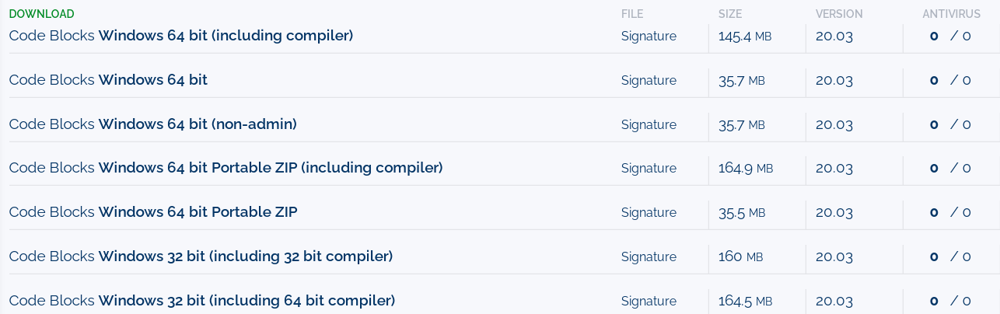 DOWNLOAD FILE SIZE VERSION ANTIVIRUS
Code Blocks Windows 64 bit (including compiler) Signature 145.4 MB 20.03 0 / 0
Code Blocks Windows 64 bit Signature 35.7 MB 20.03 0 / 0
Code Blocks Windows 64 bit (non-admin) Signature 35.7 MB 20.03 0 / 0
Code Blocks Windows 64 bit Portable ZIP (including compiler) Signature 164.9 MB 20.03 0 / 0
Code Blocks Windows 64 bit Portable ZIP Signature 35.5 MB 20.03 0 / 0
Code Blocks Windows 32 bit (including 32 bit compiler) Signature 160 MB 20.03 0 / 0
Code Blocks Windows 32 bit (including 64 bit compiler) Signature 164.5 MB 20.03 0 / 0